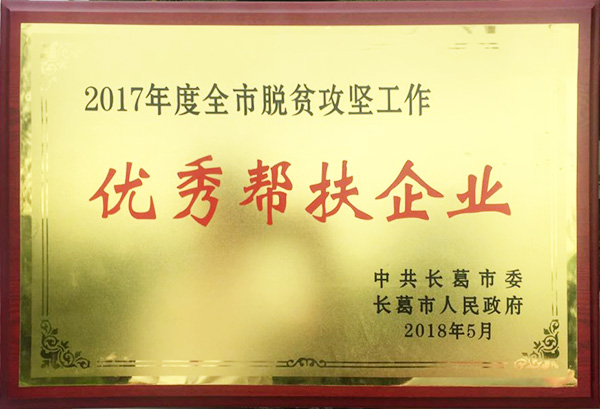 2017年度全市脱贫攻坚工作
优秀帮扶企业
中共长葛市委
长葛市人民政府
2018年5月